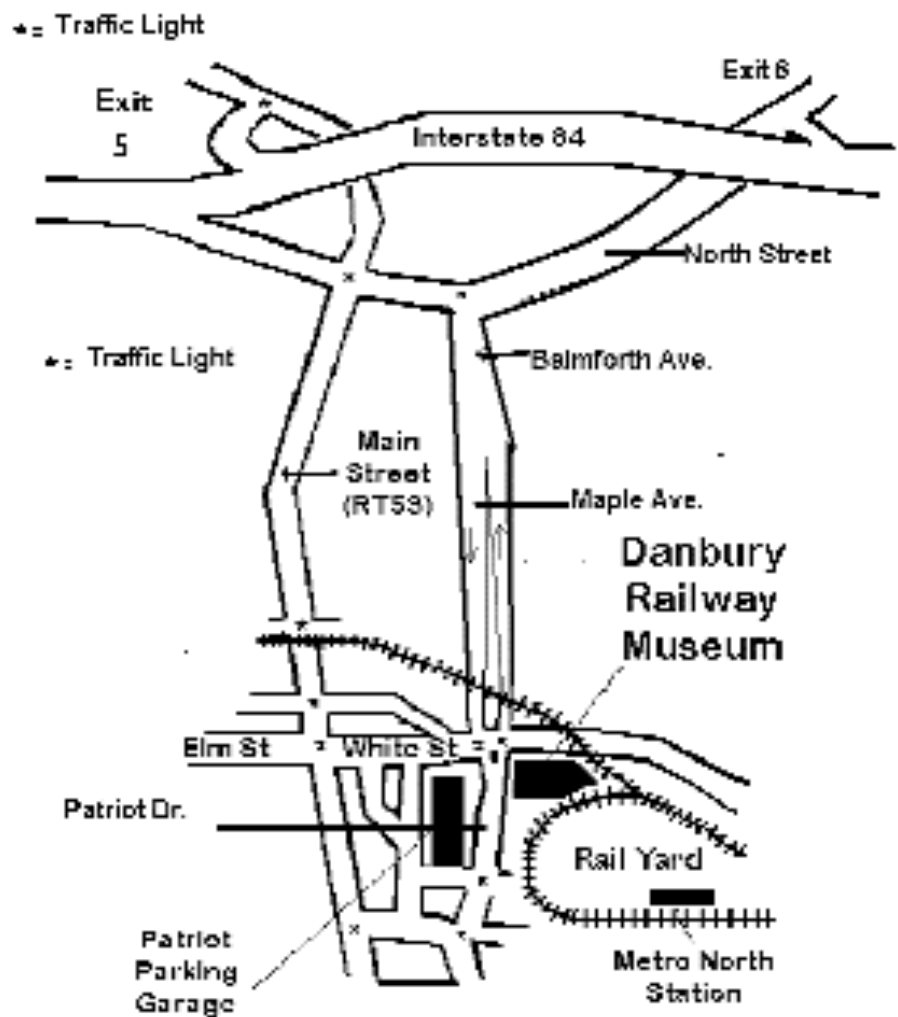 *= Traffic Light
Exit 6
Exit
5
Interstate 84
North Street
*= Traffic Light
Balmforth Ave.
Main
Street
(RT53)
Maple Ave.
Danbury
Railway
Museum
Elm St
White St
Patriot Dr.
Rail Yard
Patriot
Parking
Garage
Metro North
Station